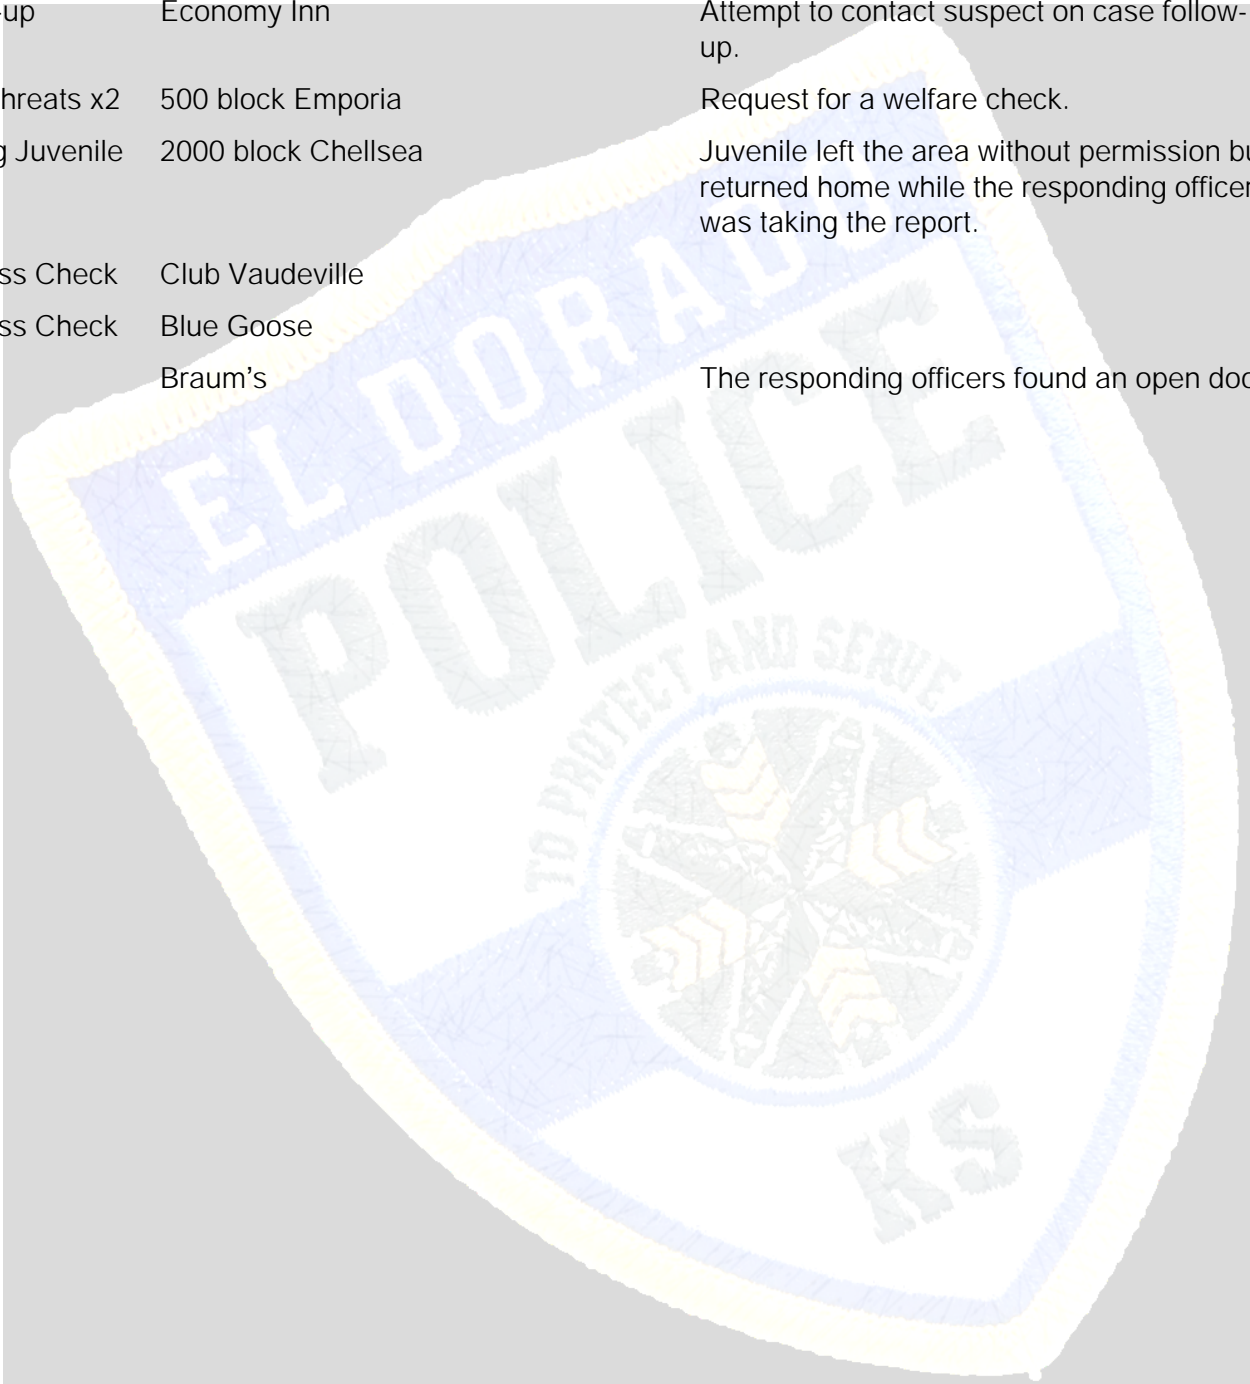 -up Economy Inn Attempt to contact suspect on case follow-
up.
hreats x2 500 block Emporia Request for a welfare check.
g Juvenile 2000 block Chellsea Juvenile left the area without permission bu
returned home while the responding officer
was taking the report.
ss Check Club Vaudeville
ss Check Blue Goose
Braum's The responding officers found an open doo
EL DORADO
POLICE
TO PROTECT AND SERVE
KS